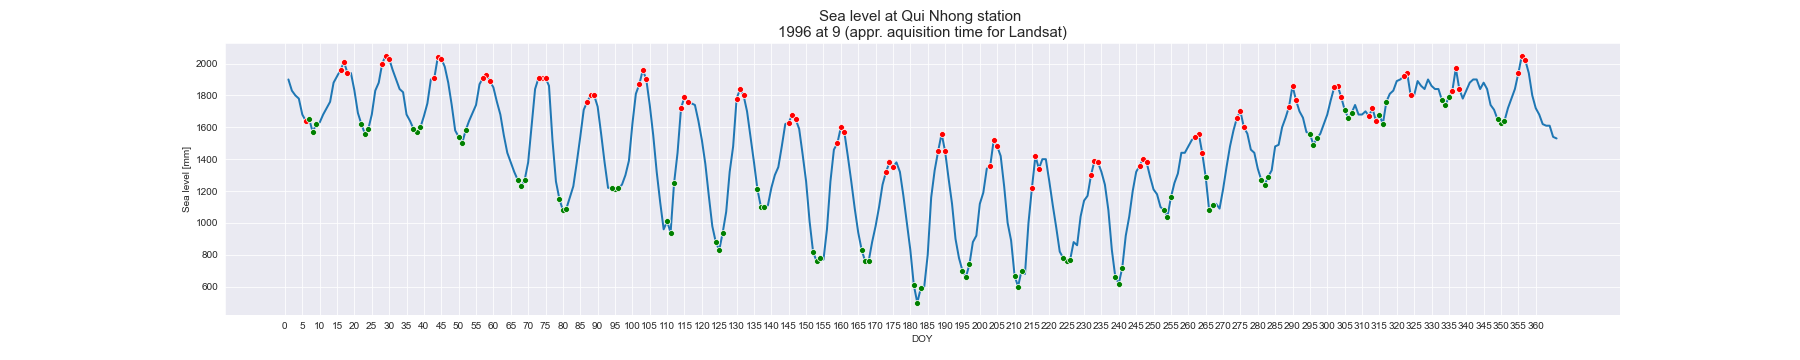 Sea level at Qui Nhong station
1996 at 9 (appr. aquisition time for Landsat)
Sea level [mm]
2000
1800
1600
1400
1200
1000
800
600
0 5 10 15 20 25 30 35 40 45 50 55 60 65 70 75 80 85 90 95 100 105 110 115 120 125 130 135 140 145 150 155 160 165 170 175 180 185 190 195 200 205 210 215 220 225 230 235 240 245 250 255 260 265 270 275 280 285 290 295 300 305 310 315 320 325 330 335 340 345 350 355 360
DOY